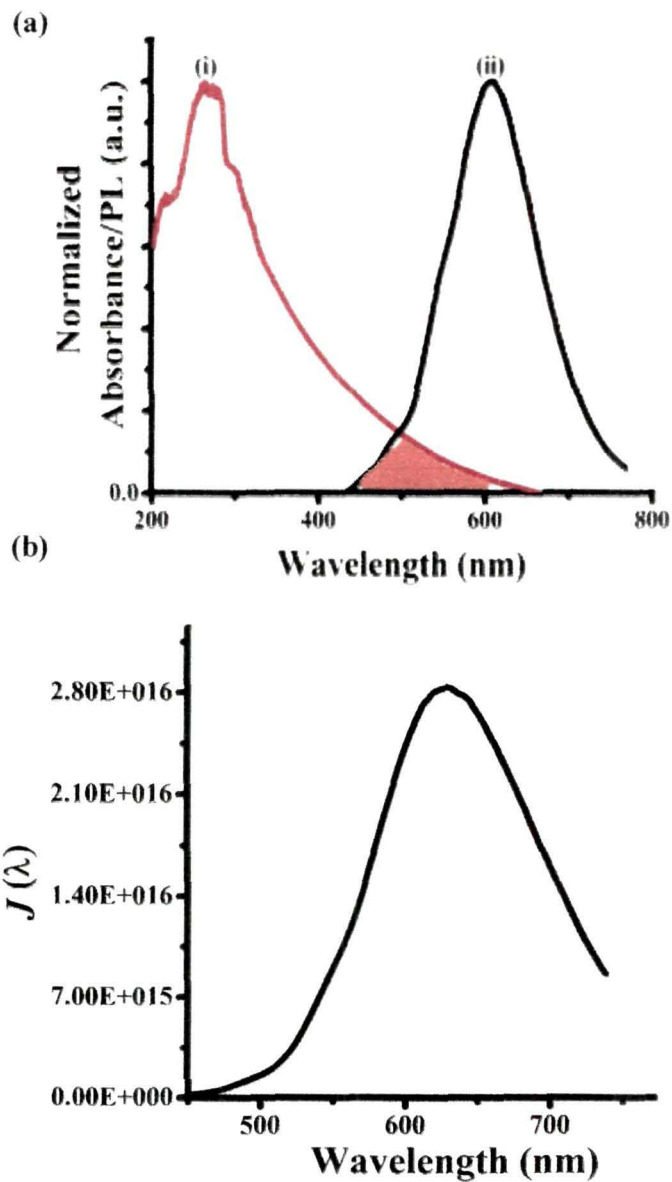 (a)
(i)
(ii)
Normalized
Absorbance/PL (a.u.)
0.0
200
400
600
800
Wavelength (nm)
(b)
2.80E+016
2.10E+016
1.40E+016
7.00E+015
0.00E+000
J (λ)
500
600
700
Wavelength (nm)